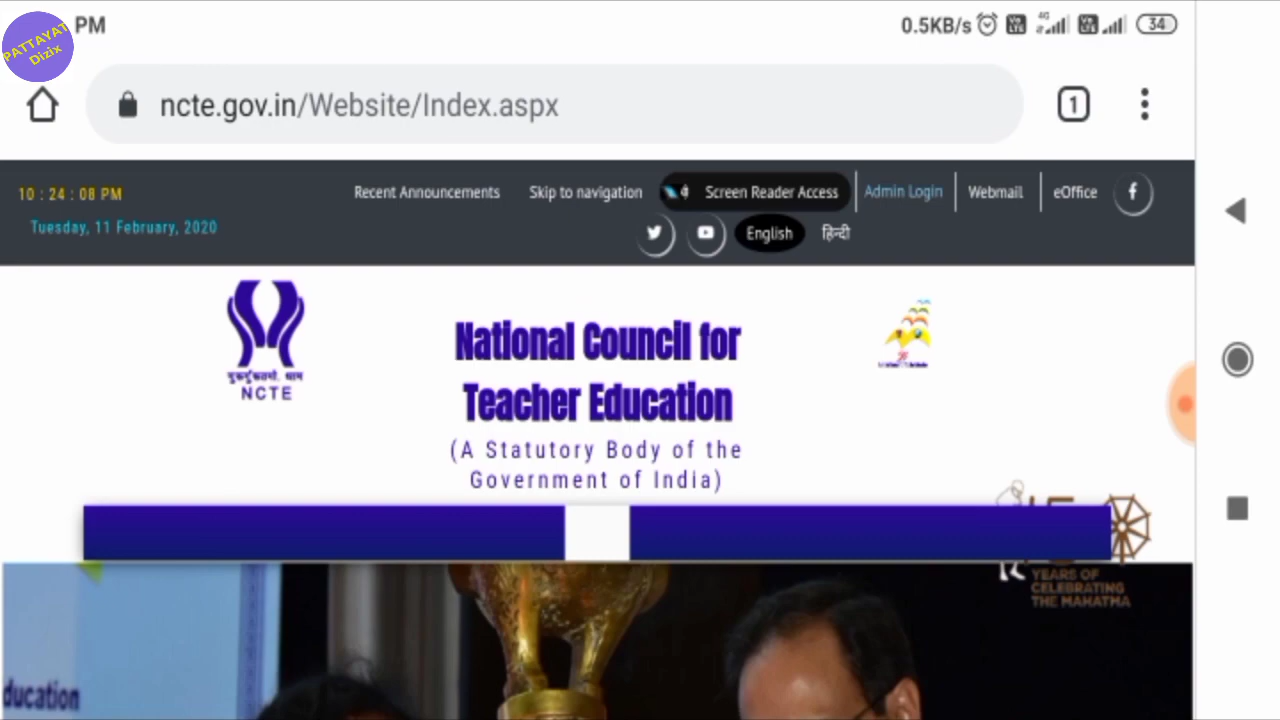 PATTAYAT
Dizix
PM
0.5KB/s
4G
34
ncte.gov.in/Website/Index.aspx
1
10 : 24 : 08 PM
Recent Announcements
Skip to navigation
Screen Reader Access
Admin Login
Webmail
eOffice
Tuesday, 11 February, 2020
English
हिन्दी
National Council for
Teacher Education
(A Statutory Body of the
Government of India)
NCTE
YEARS OF
CELEBRATING
THE MAHATMA
ducation